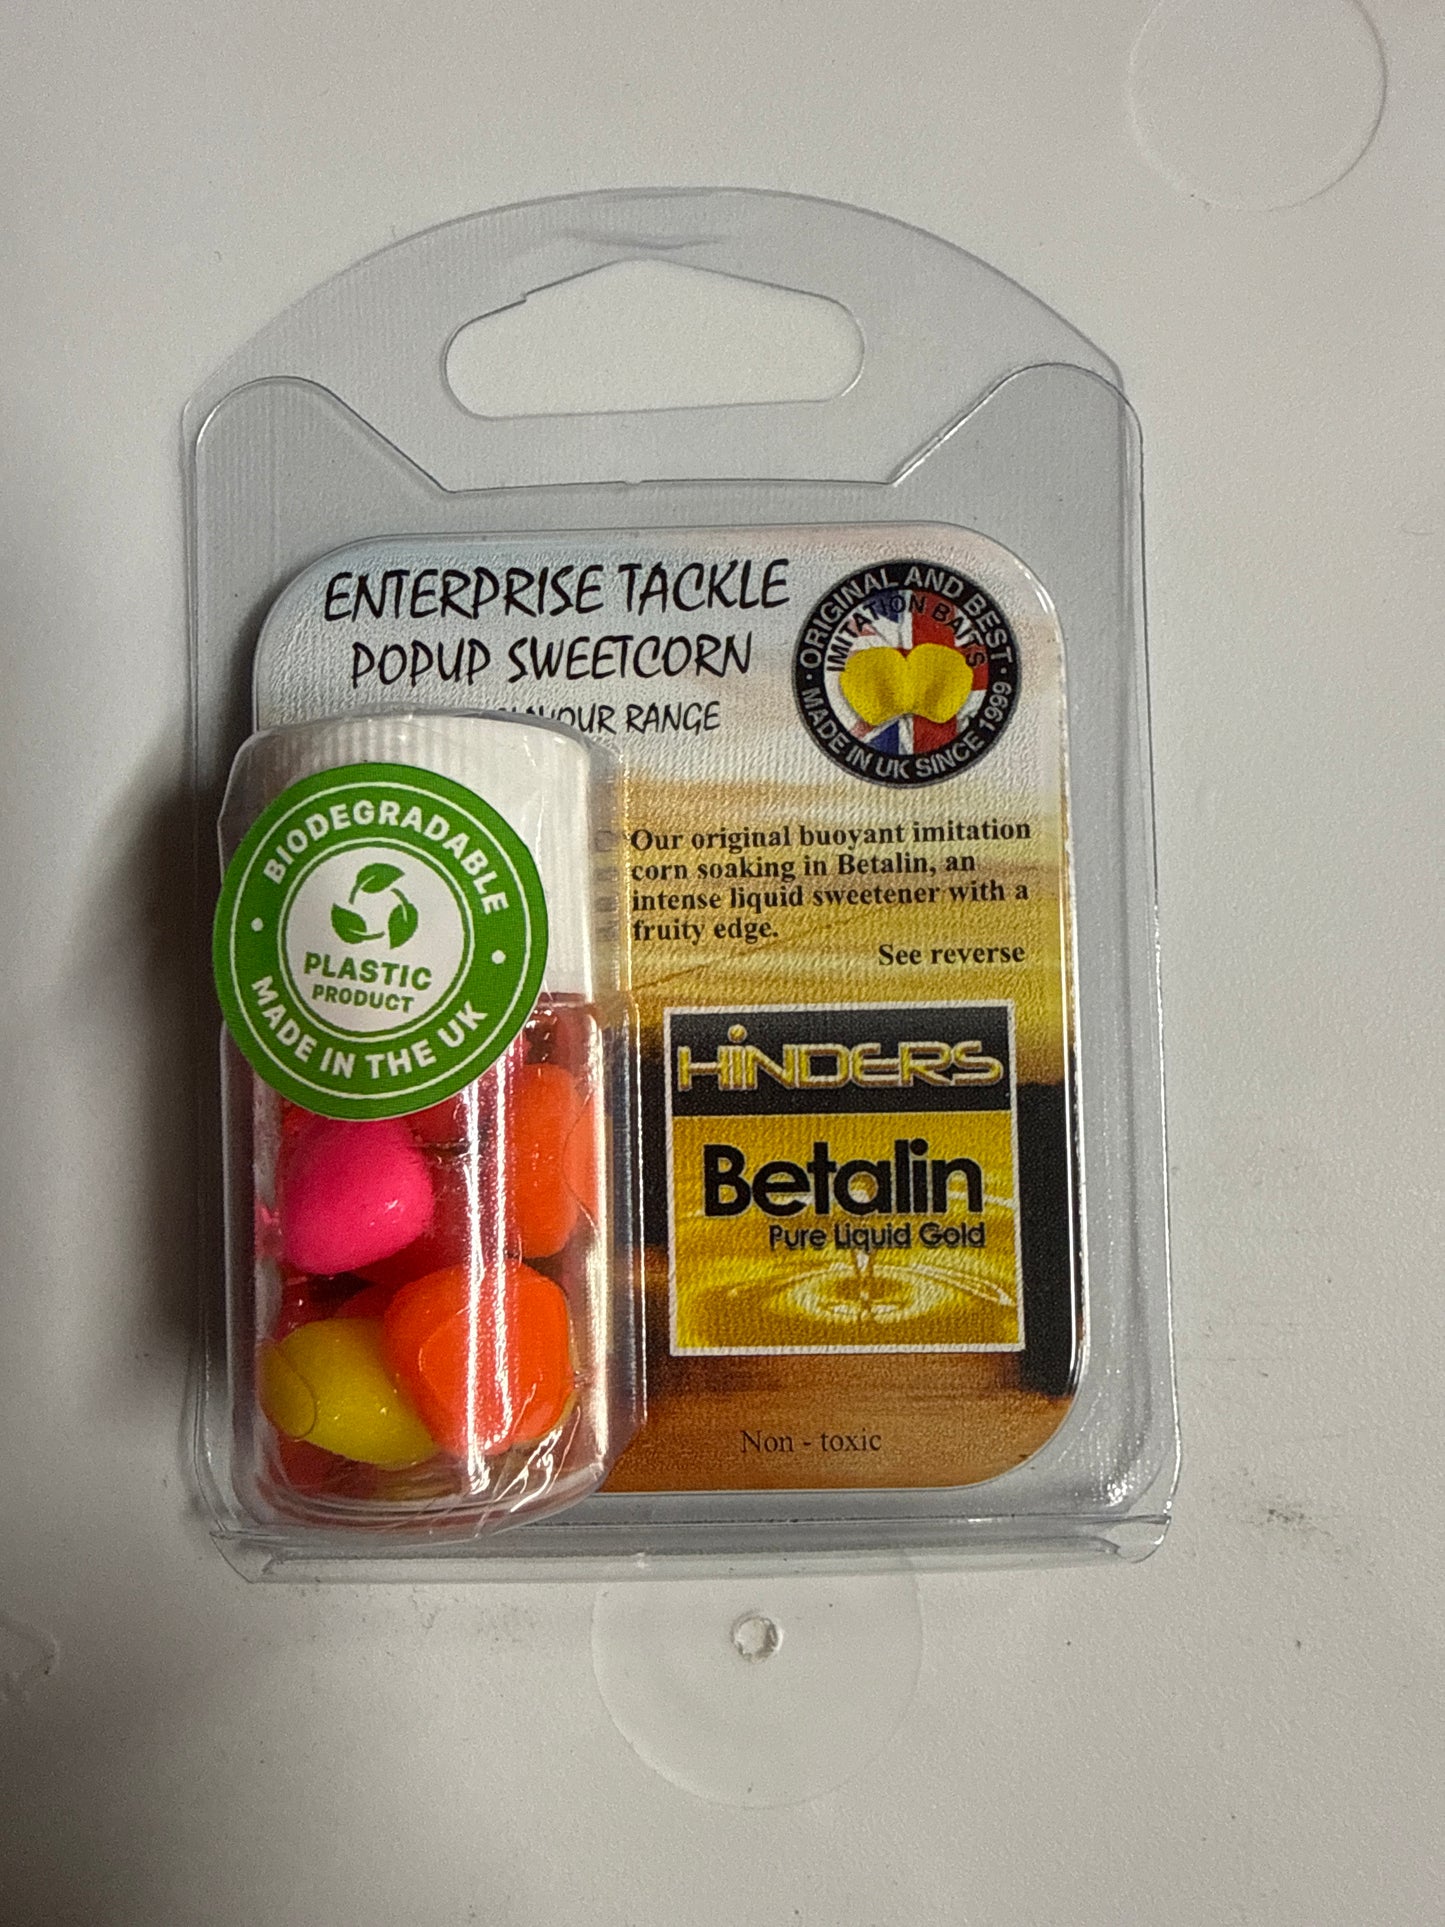 ENTERPRISE TACKLE
POPUP SWEETCORN
RANGE
ORIGINAL AND BEST
IMITATION BAITS
MADE IN UK SINCE 1999
BIODEGRADABLE
PLASTIC
PRODUCT
MADE IN THE UK
Our original buoyant imitation
corn soaking in Betalin, an
intense liquid sweetener with a
fruity edge.
See reverse
HINDERS
Betalin
Pure Liquid Gold
Non - toxic